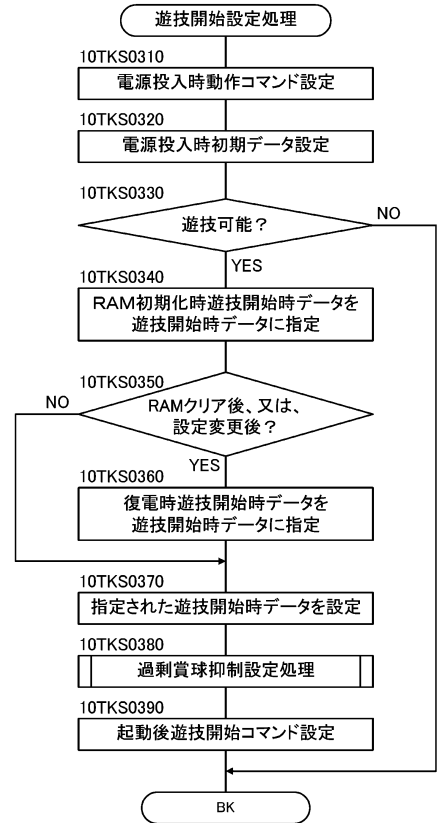 遊技開始設定処理
10TKS0310
電源投入時動作コマンド設定
10TKS0320
電源投入時初期データ設定
10TKS0330
遊技可能？
NO
YES
10TKS0340
RAM初期化時遊技開始時データを
遊技開始時データに指定
10TKS0350
NO
RAMクリア後、又は、
設定変更後？
YES
10TKS0360
復電時遊技開始時データを
遊技開始時データに指定
10TKS0370
指定された遊技開始時データを設定
10TKS0380
過剰賞球抑制設定処理
10TKS0390
起動後遊技開始コマンド設定
BK